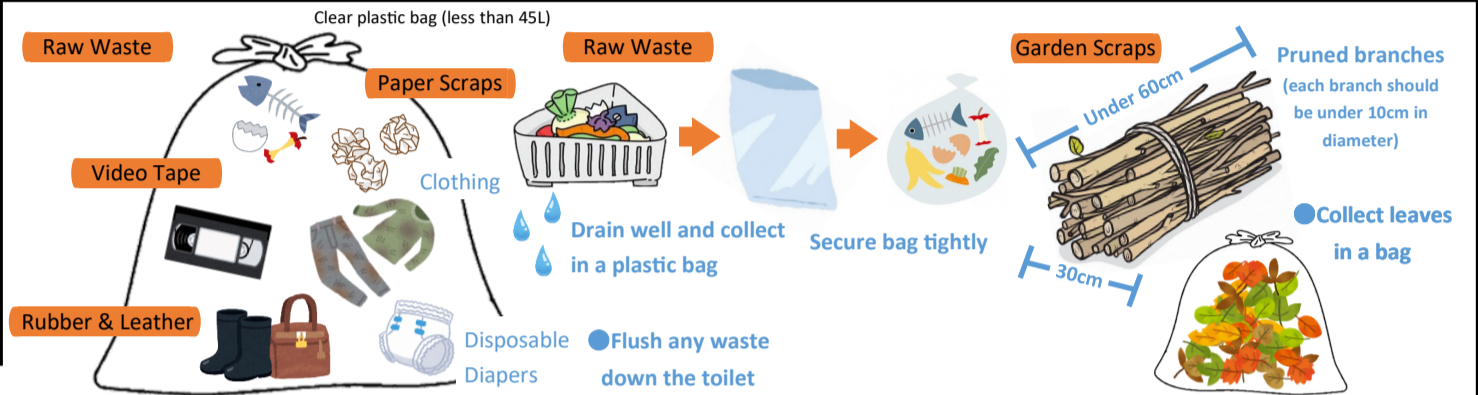 Clear plastic bag (less than 45L)
Raw Waste
Paper Scraps
Video Tape
Clothing
Rubber & Leather
Disposable
Diapers
●Flush any waste
down the toilet
Raw Waste
Drain well and collect
in a plastic bag
Secure bag tightly
Garden Scraps
Under 60cm
30cm
Pruned branches
(each branch should
be under 10cm in
diameter)
●Collect leaves
in a bag